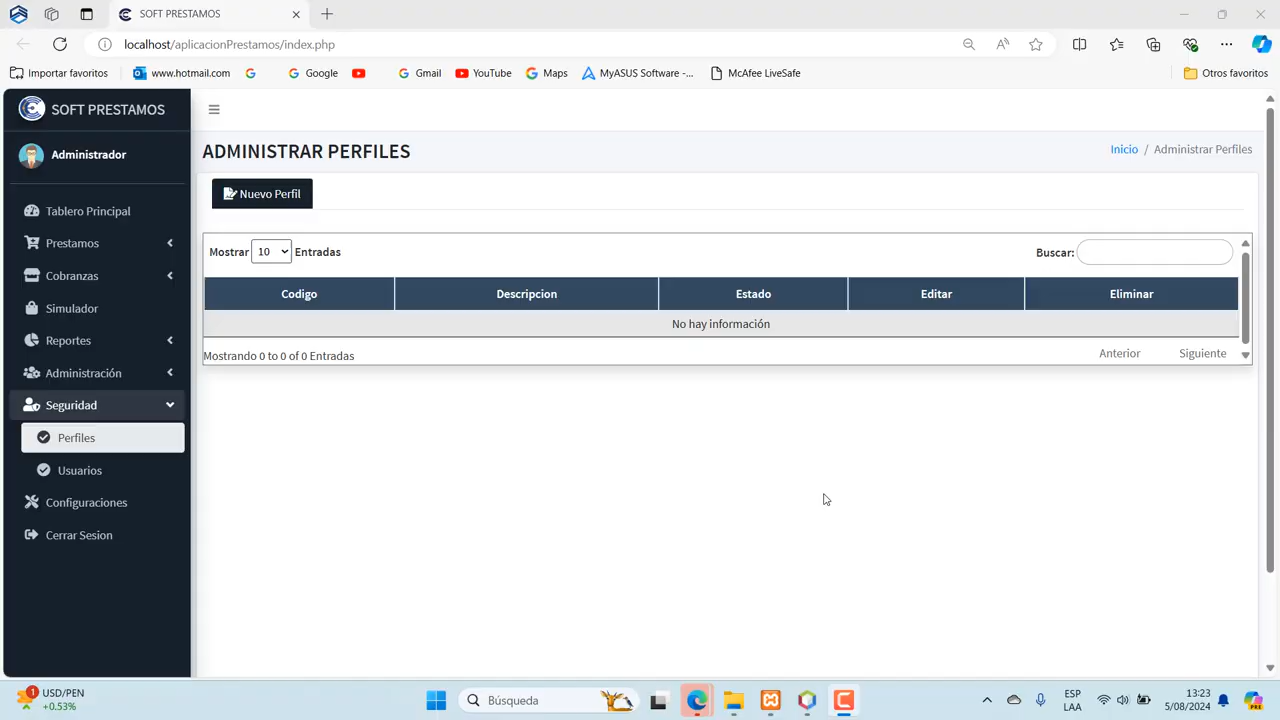 SOFT PRESTAMOS
localhost/aplicacionPrestamos/index.php
Importar favoritos www.hotmail.com Google Gmail YouTube Maps MyASUS Software -... McAfee LiveSafe Otros favoritos
SOFT PRESTAMOS
Administrador
Tablero Principal
Prestamos
Cobranzas
Simulador
Reportes
Administración
Seguridad
Perfiles
Usuarios
Configuraciones
Cerrar Sesion
ADMINISTRAR PERFILES
Inicio / Administrar Perfiles
Nuevo Perfil
Mostrar 10 Entradas Buscar:
Codigo Descripcion Estado Editar Eliminar
No hay información
Mostrando 0 to 0 of 0 Entradas Anterior Siguiente
1 USD/PEN
+0.53%
Búsqueda
ESP
LAA
13:23
5/08/2024